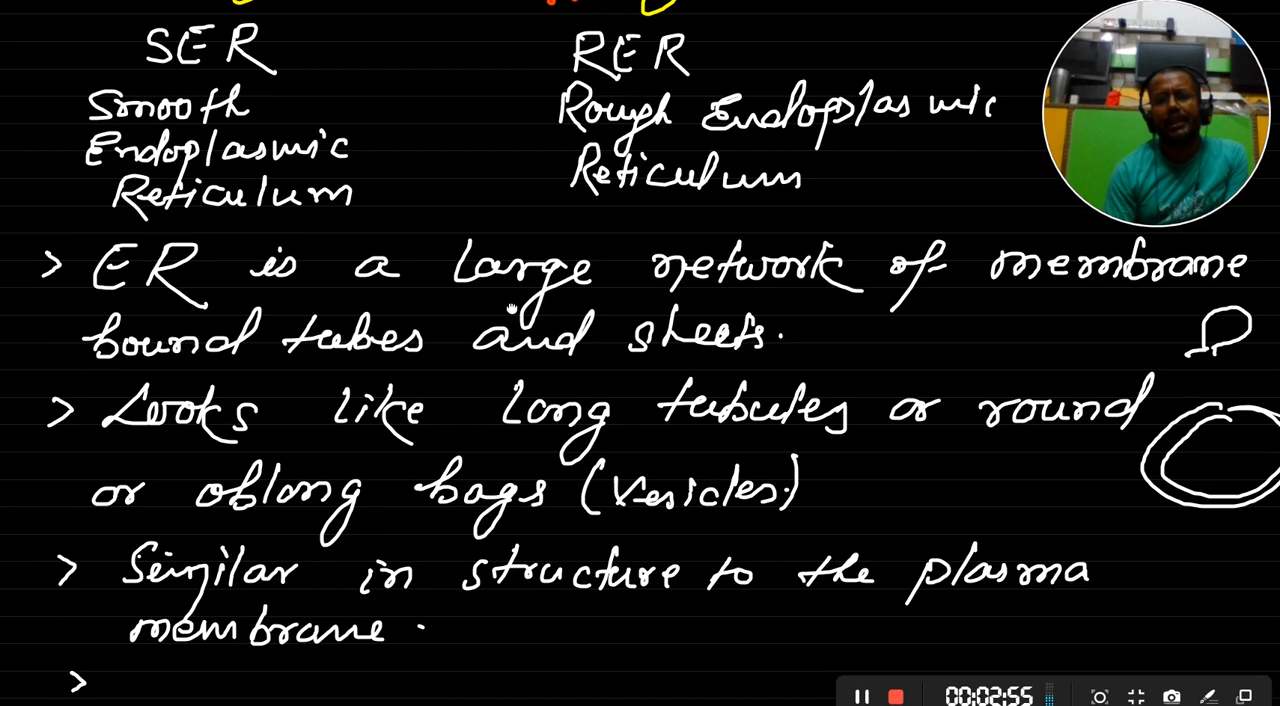 SER
RER
Smooth
Endoplasmic
Reticulum
Rough Endoplasmic
Reticulum
> ER is a large network of membrane
bound tubes and sheets.
> Looks like long tubules or round
or oblong bags (vesicles.)
> Similar in structure to the plasma
membrane.
>
00:02:55